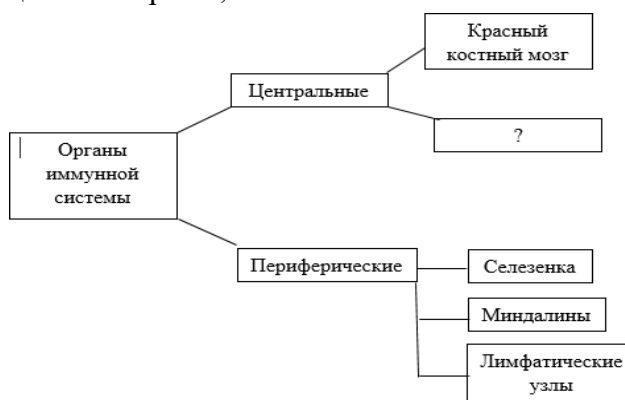 Красный
костный мозг
Центральные
?
Органы
иммунной
системы
Периферические
Селезенка
Миндалины
Лимфатические
узлы